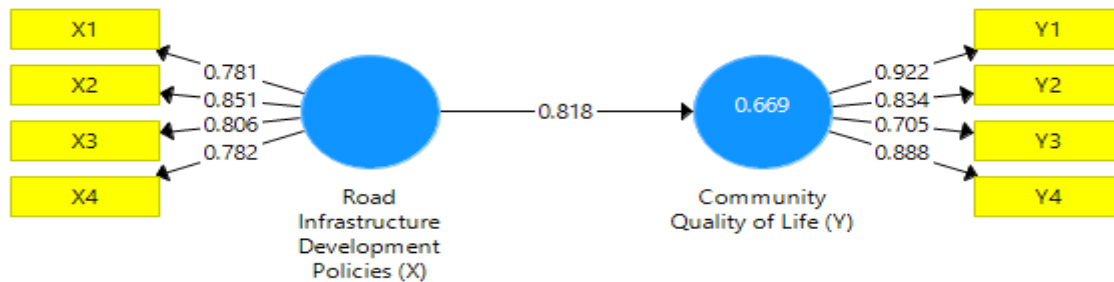 X1
X2
X3
X4
0.781
0.851
0.806
0.782
Road
Infrastructure
Development
Policies (X)
0.818
0.669
Community
Quality of Life (Y)
0.922
0.834
0.705
0.888
Y1
Y2
Y3
Y4